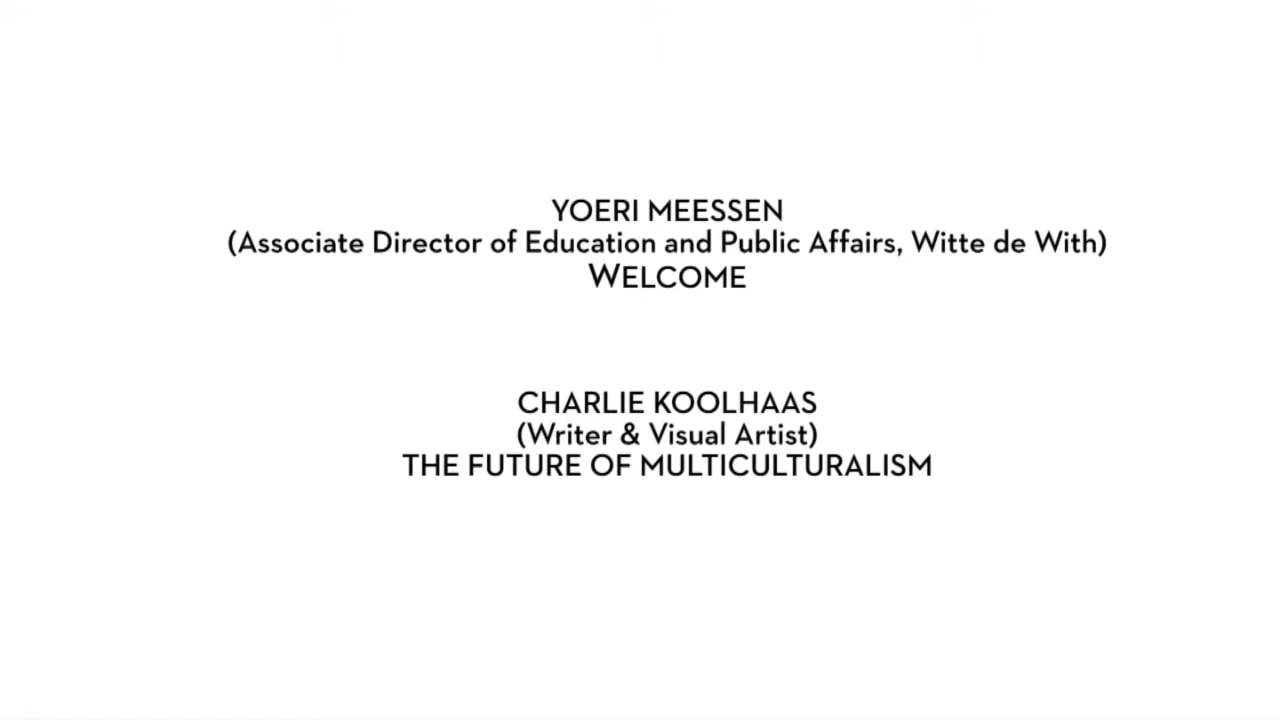 YOERI MEESSEN
(Associate Director of Education and Public Affairs, Witte de With)
WELCOME
CHARLIE KOOLHAAS
(Writer & Visual Artist)
THE FUTURE OF MULTICULTURALISM